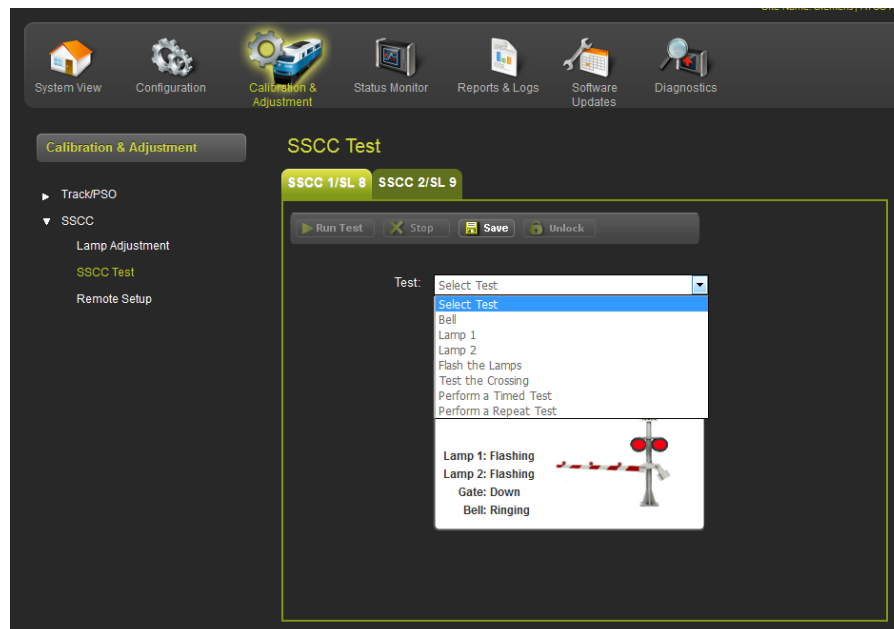 System View
Configuration
Calibration &
Adjustment
Status Monitor
Reports & Logs
Software
Updates
Diagnostics
Calibration & Adjustment
Track/PSO
SSCC
Lamp Adjustment
SSCC Test
Remote Setup
SSCC Test
SSCC 1/SL 8
SSCC 2/SL 9
Run Test
Stop
Save
Unlock
Test:
Select Test
Select Test
Bell
Lamp 1
Lamp 2
Flash the Lamps
Test the Crossing
Perform a Timed Test
Perform a Repeat Test
Lamp 1: Flashing
Lamp 2: Flashing
Gate: Down
Bell: Ringing